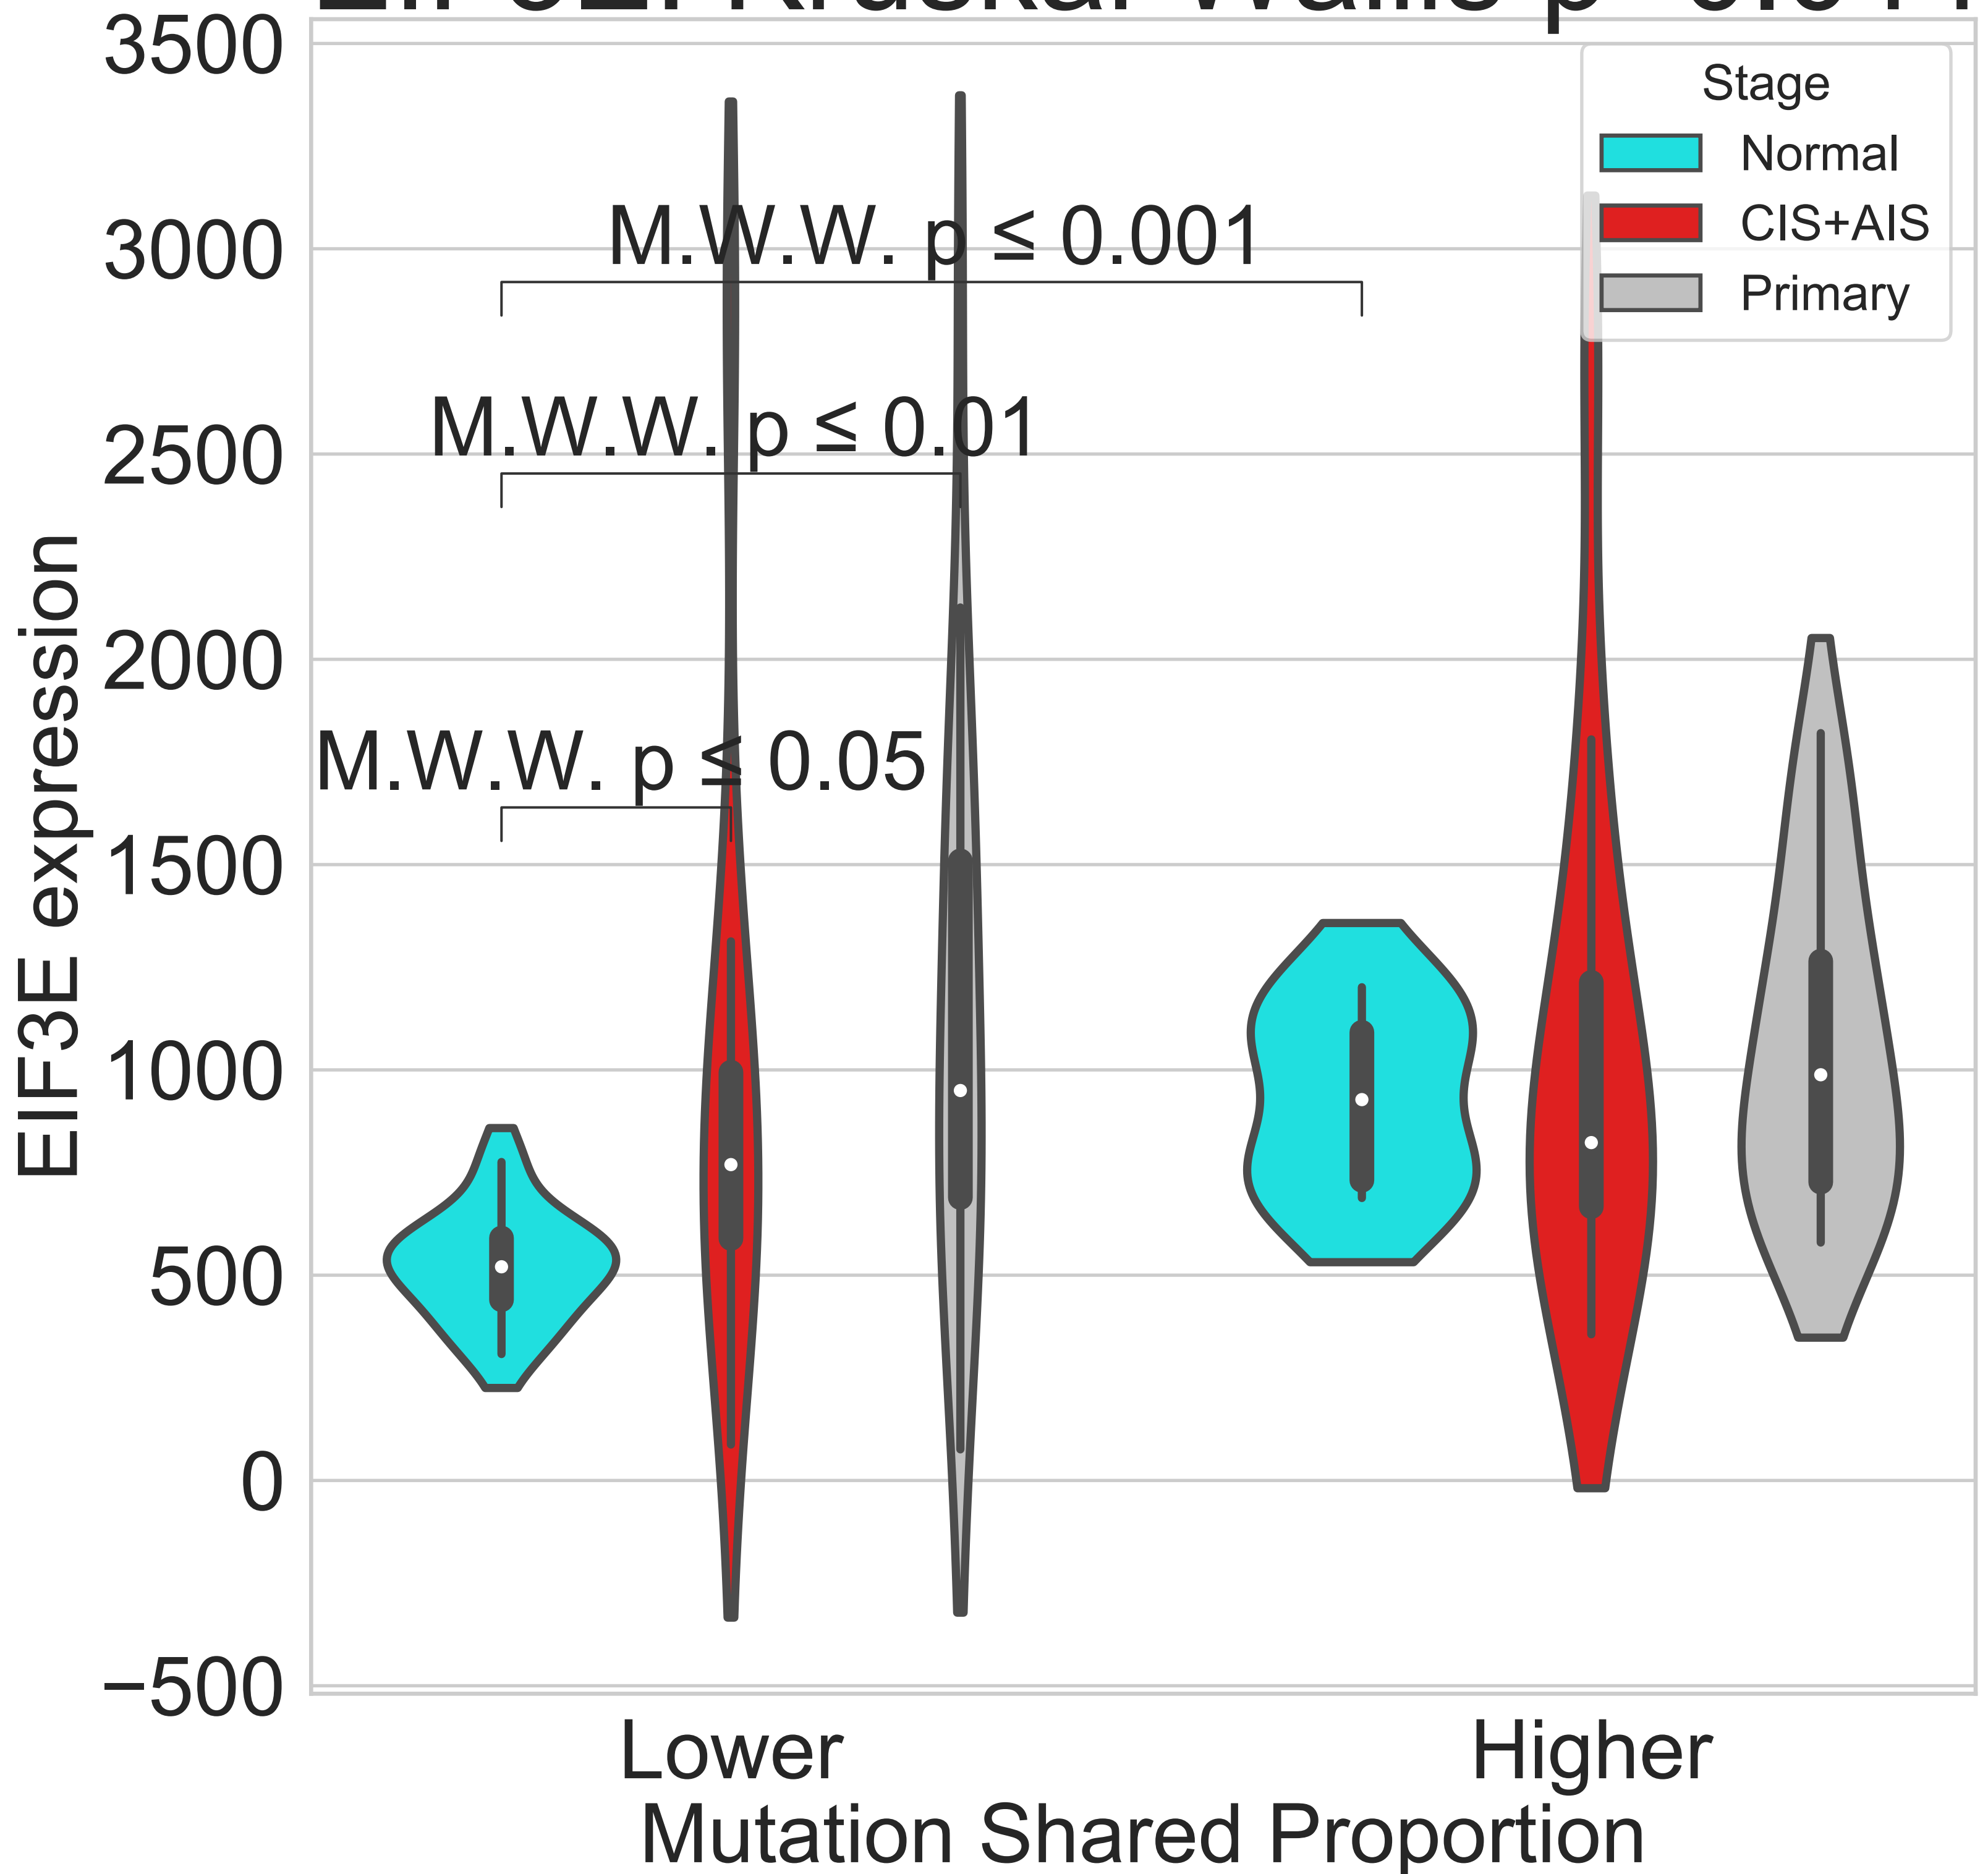 3500
3000
2500
2000
1500
1000
500
0
−500
EIF3E expression
Stage
Normal
CIS+AIS
Primary
M.W.W. p ≤ 0.001
M.W.W. p ≤ 0.01
M.W.W. p ≤ 0.05
Lower
Higher
Mutation Shared Proportion